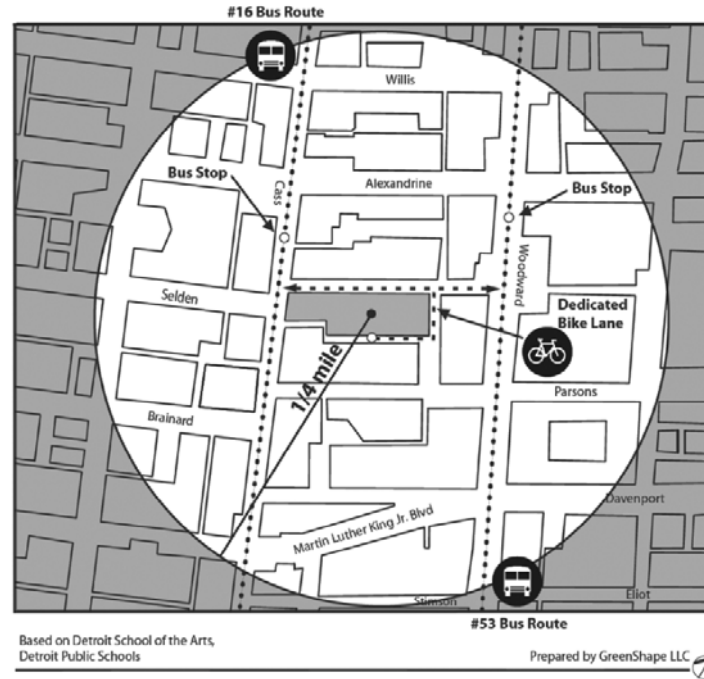 #16 Bus Route
Willis
Bus Stop
Cass
Alexandrine
Bus Stop
Woodward
Selden
Dedicated
Bike Lane
1/4 mile
Parsons
Brainard
Davenport
Martin Luther King Jr. Blvd
Stimson
Eliot
#53 Bus Route
Based on Detroit School of the Arts,
Detroit Public Schools
Prepared by GreenShape LLC